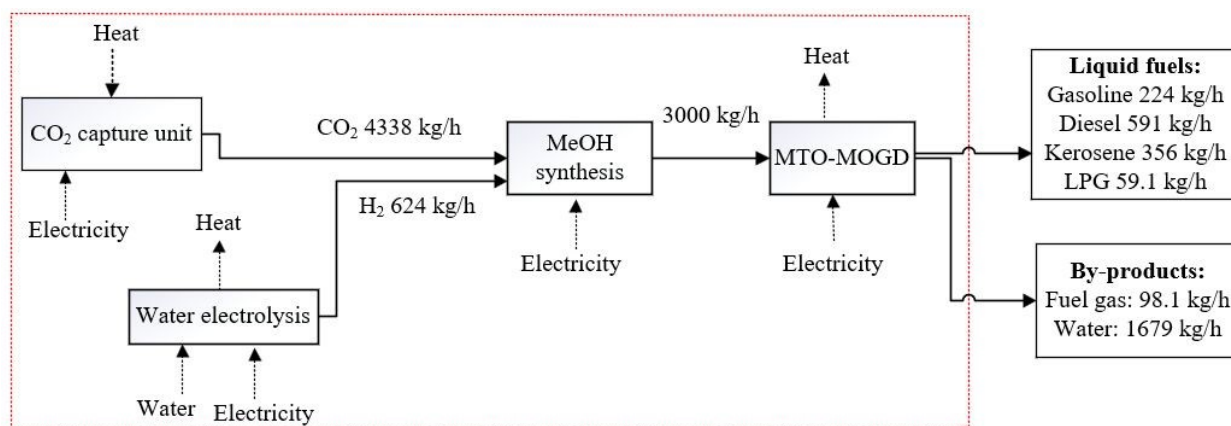 Heat
CO₂ capture unit
Electricity
CO₂ 4338 kg/h
H₂ 624 kg/h
Heat
Water electrolysis
Water
Electricity
MeOH
synthesis
Electricity
3000 kg/h
Heat
MTO-MOGD
Electricity
Liquid fuels:
Gasoline 224 kg/h
Diesel 591 kg/h
Kerosene 356 kg/h
LPG 59.1 kg/h
By-products:
Fuel gas: 98.1 kg/h
Water: 1679 kg/h